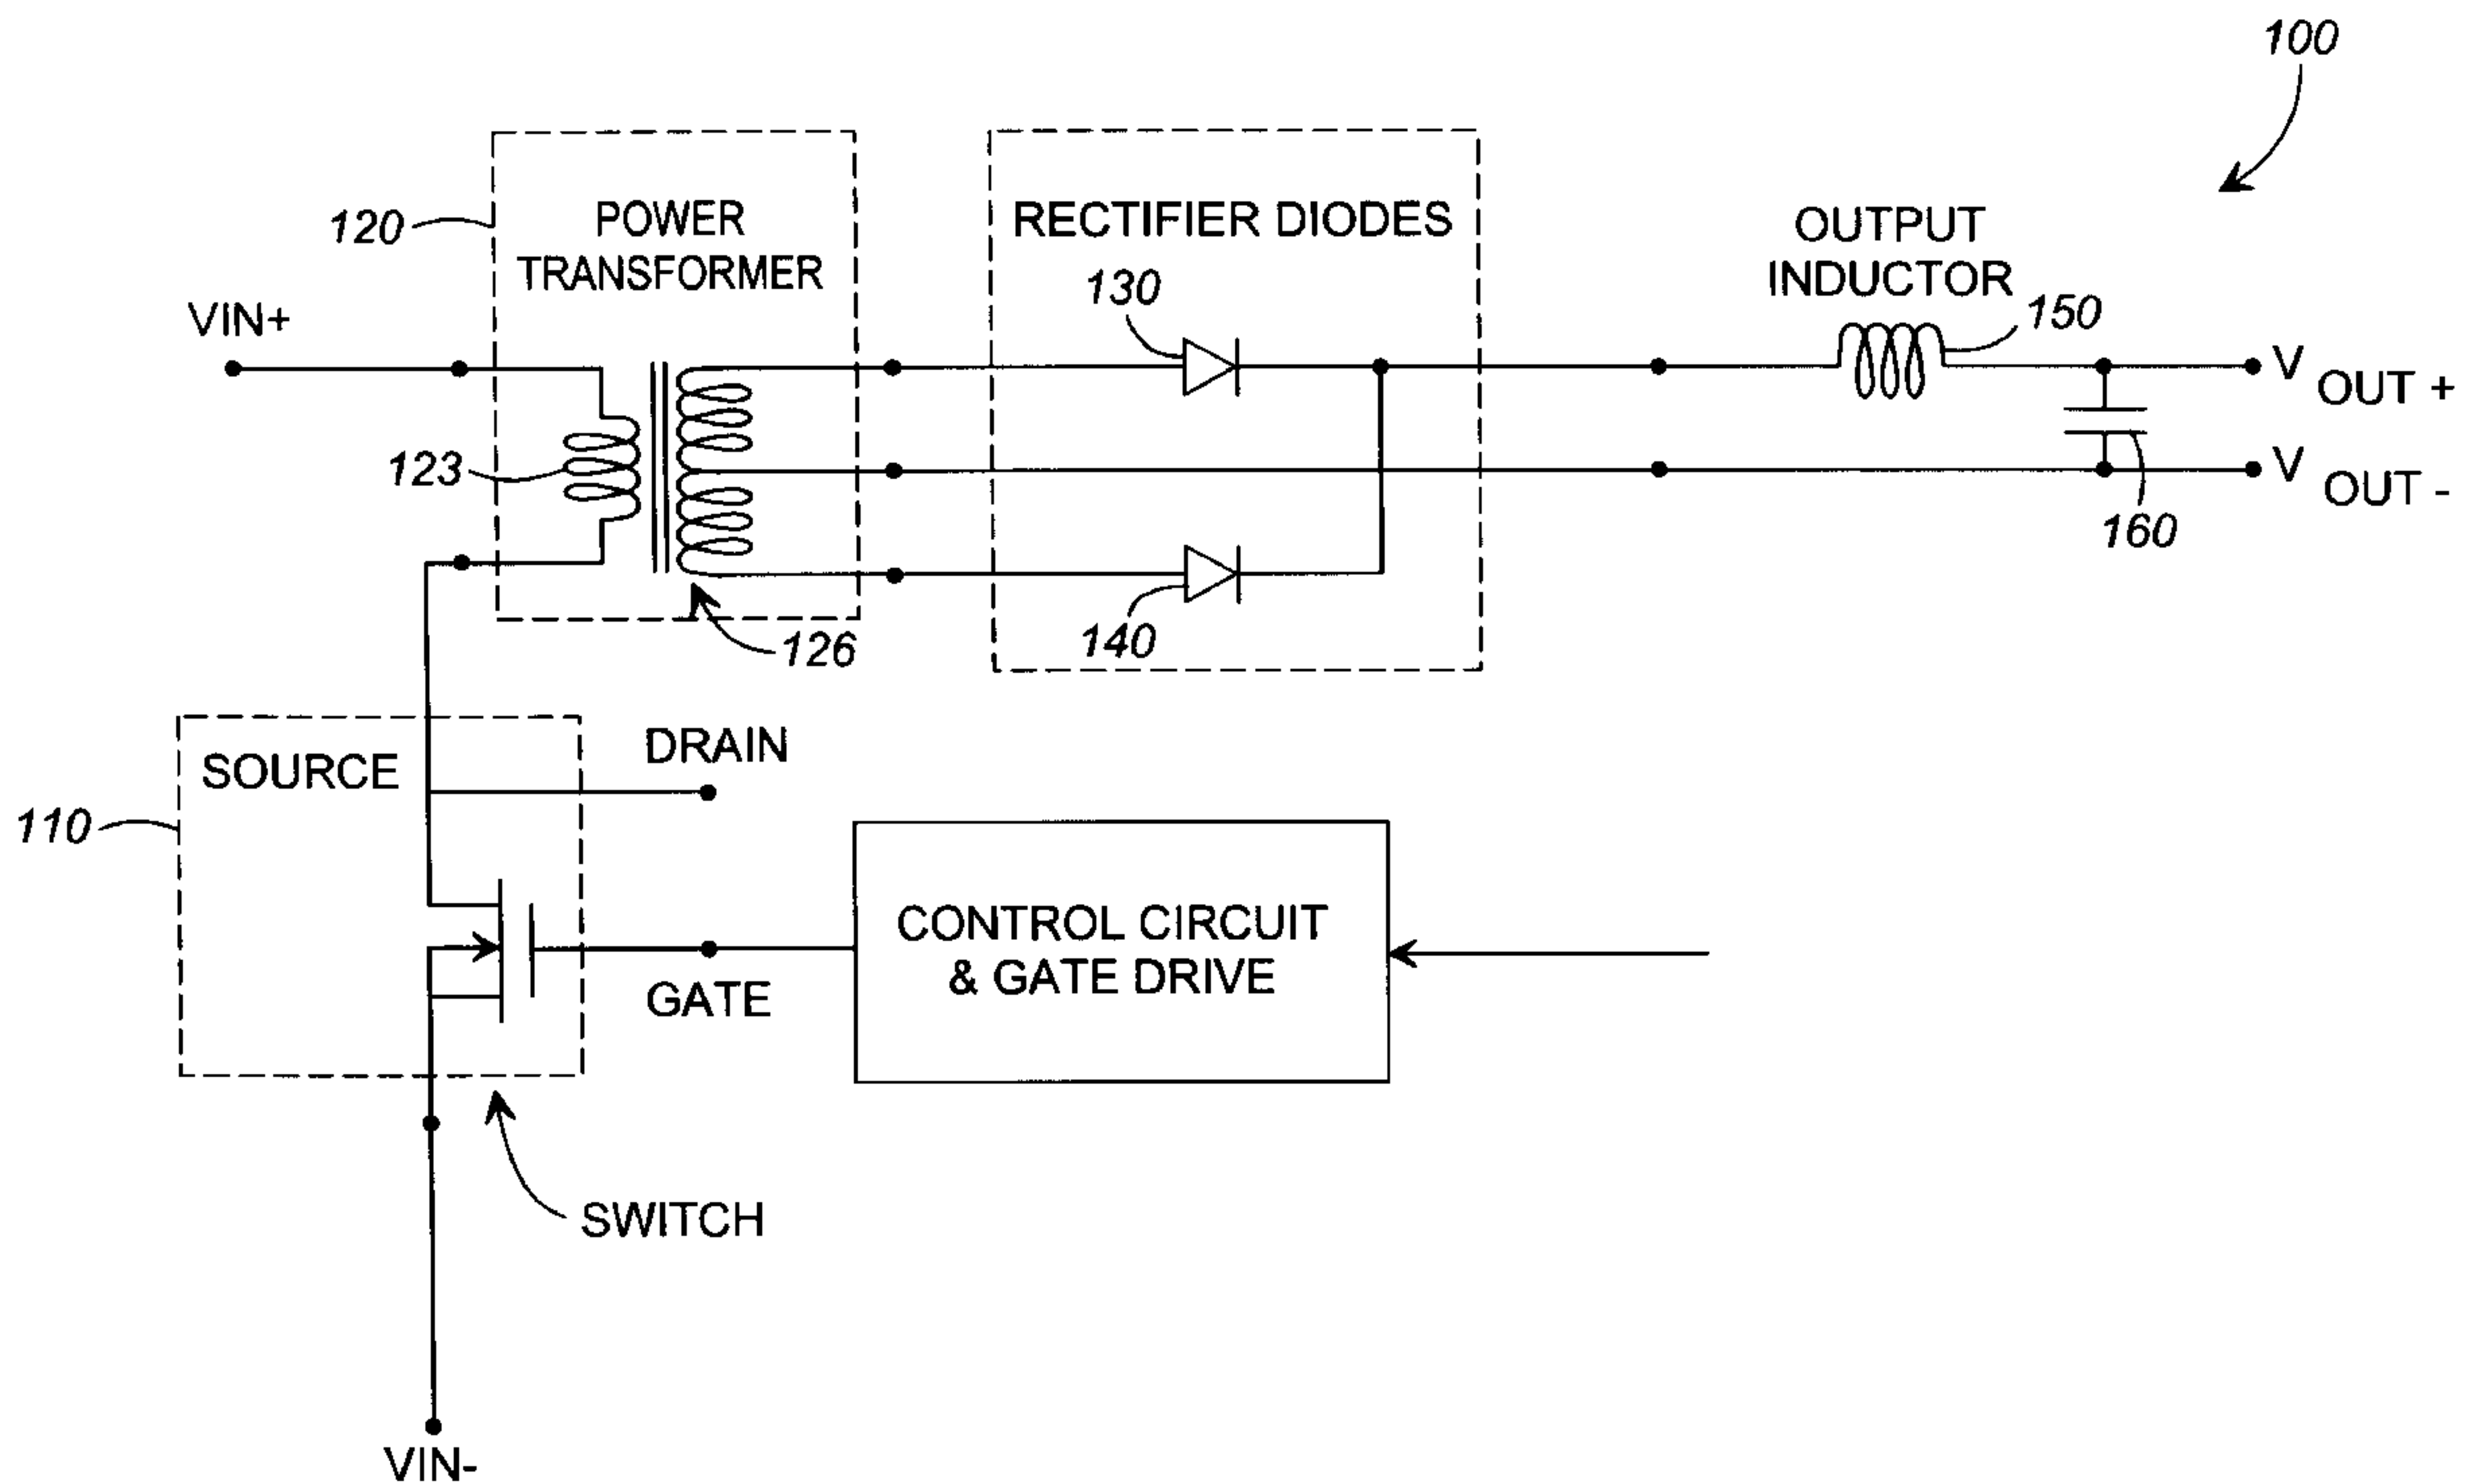 100
120
POWER
TRANSFORMER
RECTIFIER DIODES
130
OUTPUT
INDUCTOR
150
VIN+
V OUT +
123
V OUT -
160
140
126
SOURCE
DRAIN
110
CONTROL CIRCUIT
& GATE DRIVE
GATE
SWITCH
VIN-